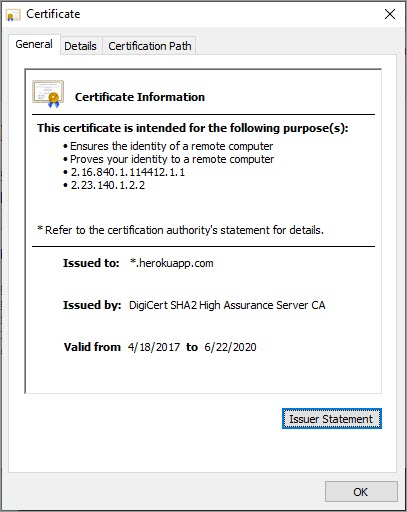 Certificate
General Details Certification Path
Certificate Information
This certificate is intended for the following purpose(s):
• Ensures the identity of a remote computer
• Proves your identity to a remote computer
• 2.16.840.1.114412.1.1
• 2.23.140.1.2.2
* Refer to the certification authority's statement for details.
Issued to: *.herokuapp.com
Issued by: DigiCert SHA2 High Assurance Server CA
Valid from 4/18/2017 to 6/22/2020
Issuer Statement
OK